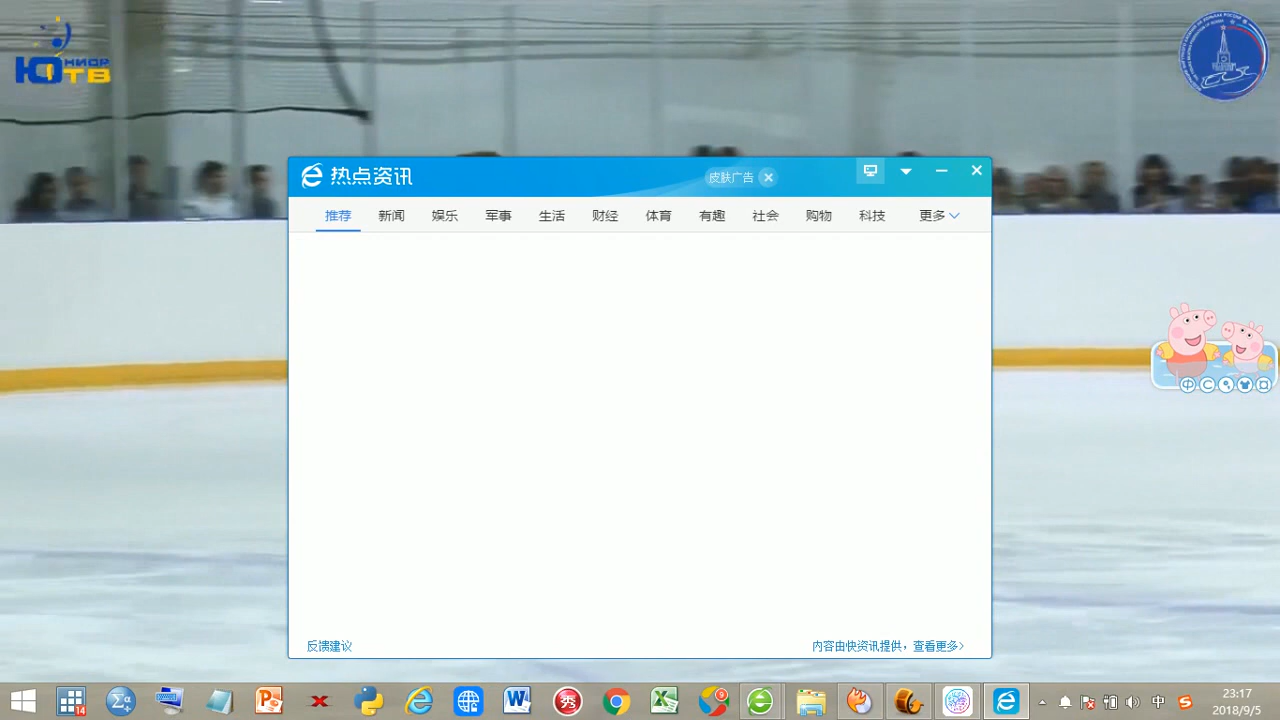 ЮНИОР
ТВ
热点资讯
皮肤广告
推荐 新闻 娱乐 军事 生活 财经 体育 有趣 社会 购物 科技 更多
反馈建议
内容由快资讯提供，查看更多>
14
9
中
23:17
2018/9/5